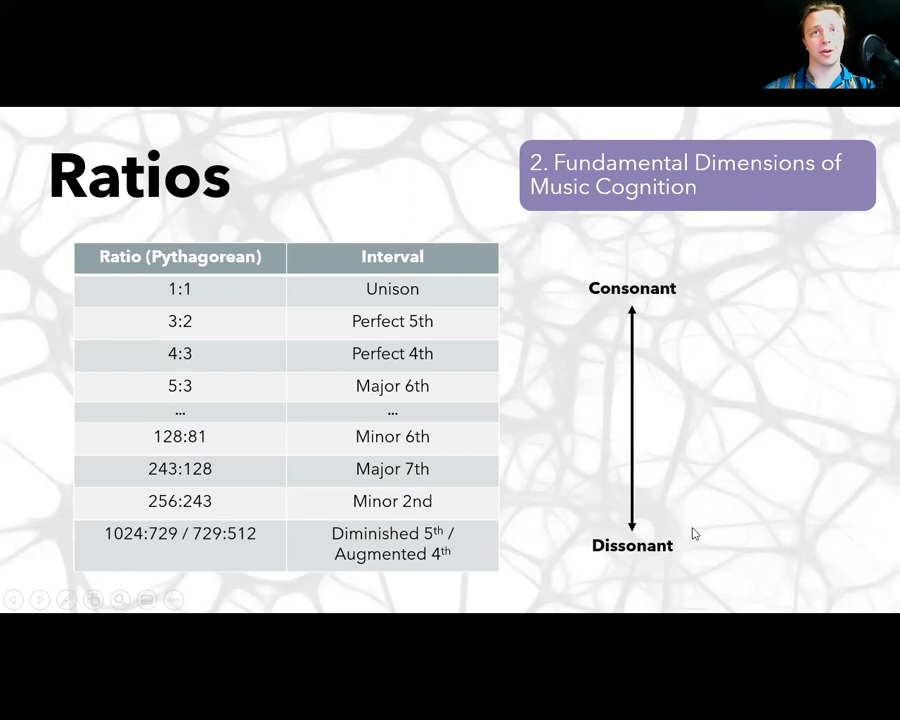 Ratios
2. Fundamental Dimensions of
Music Cognition
Ratio (Pythagorean) Interval
1:1 Unison
3:2 Perfect 5th
4:3 Perfect 4th
5:3 Major 6th
... ...
128:81 Minor 6th
243:128 Major 7th
256:243 Minor 2nd
1024:729 / 729:512 Diminished 5th /
Augmented 4th
Consonant
Dissonant